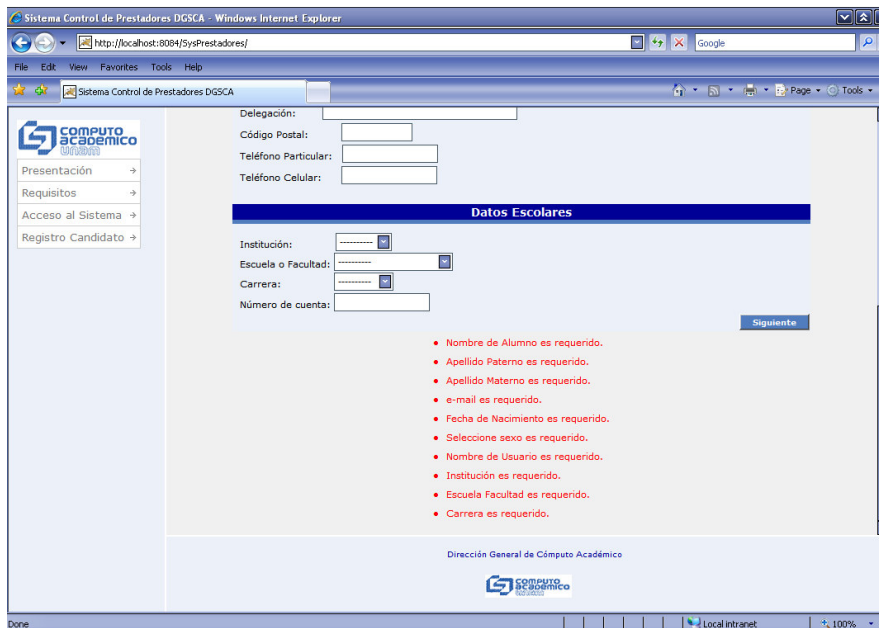 Sistema Control de Prestadores DGSCA - Windows Internet Explorer
http://localhost:8084/SysPrestadores/
Google
File Edit View Favorites Tools Help
Sistema Control de Prestadores DGSCA
Page
Tools
COMPUTO
academico
unam
Presentación
Requisitos
Acceso al Sistema
Registro Candidato
Delegación:
Código Postal:
Teléfono Particular:
Teléfono Celular:
Datos Escolares
Institución: ----------
Escuela o Facultad: ----------
Carrera: ----------
Número de cuenta:
Siguiente
Nombre de Alumno es requerido.
Apellido Paterno es requerido.
Apellido Materno es requerido.
e-mail es requerido.
Fecha de Nacimiento es requerido.
Seleccione sexo es requerido.
Nombre de Usuario es requerido.
Institución es requerido.
Escuela Facultad es requerido.
Carrera es requerido.
Dirección General de Cómputo Académico
COMPUTO
academico
unam
Done
Local intranet
100%